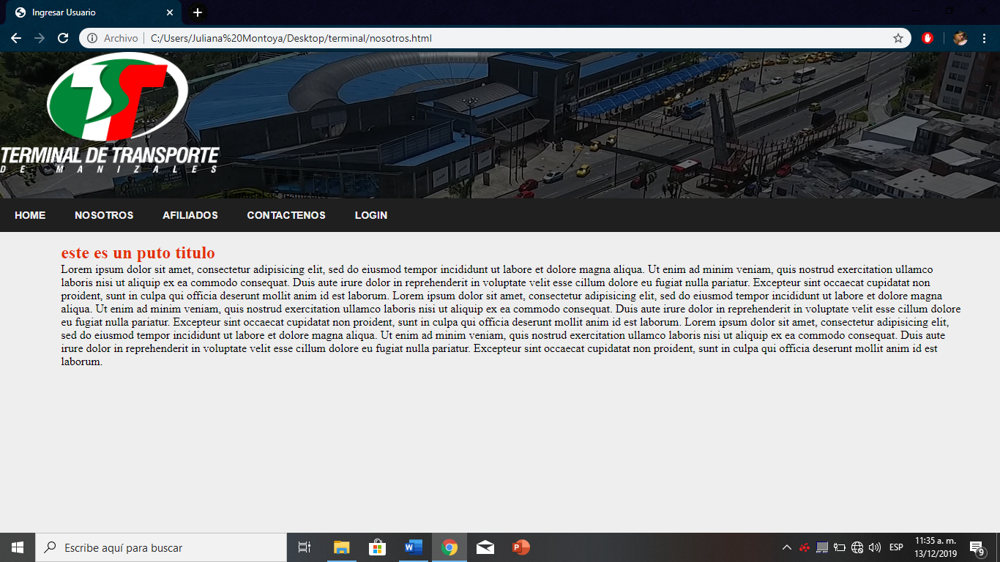 Ingresar Usuario
Archivo
C:/Users/Juliana%20Montoya/Desktop/terminal/nosotros.html
TERMINAL DE TRANSPORTE
DE MANIZALES
HOME
NOSOTROS
AFILIADOS
CONTACTENOS
LOGIN
este es un puto titulo
Lorem ipsum dolor sit amet, consectetur adipisicing elit, sed do eiusmod tempor incididunt ut labore et dolore magna aliqua. Ut enim ad minim veniam, quis nostrud exercitation ullamco
laboris nisi ut aliquip ex ea commodo consequat. Duis aute irure dolor in reprehenderit in voluptate velit esse cillum dolore eu fugiat nulla pariatur. Excepteur sint occaecat cupidatat non
proident, sunt in culpa qui officia deserunt mollit anim id est laborum. Lorem ipsum dolor sit amet, consectetur adipisicing elit, sed do eiusmod tempor incididunt ut labore et dolore magna
aliqua. Ut enim ad minim veniam, quis nostrud exercitation ullamco laboris nisi ut aliquip ex ea commodo consequat. Duis aute irure dolor in reprehenderit in voluptate velit esse cillum dolore
eu fugiat nulla pariatur. Excepteur sint occaecat cupidatat non proident, sunt in culpa qui officia deserunt mollit anim id est laborum. Lorem ipsum dolor sit amet, consectetur adipisicing elit,
sed do eiusmod tempor incididunt ut labore et dolore magna aliqua. Ut enim ad minim veniam, quis nostrud exercitation ullamco laboris nisi ut aliquip ex ea commodo consequat. Duis aute
irure dolor in reprehenderit in voluptate velit esse cillum dolore eu fugiat nulla pariatur. Excepteur sint occaecat cupidatat non proident, sunt in culpa qui officia deserunt mollit anim id est
laborum.
Escribe aquí para buscar
ESP
11:35 a. m.
13/12/2019
9